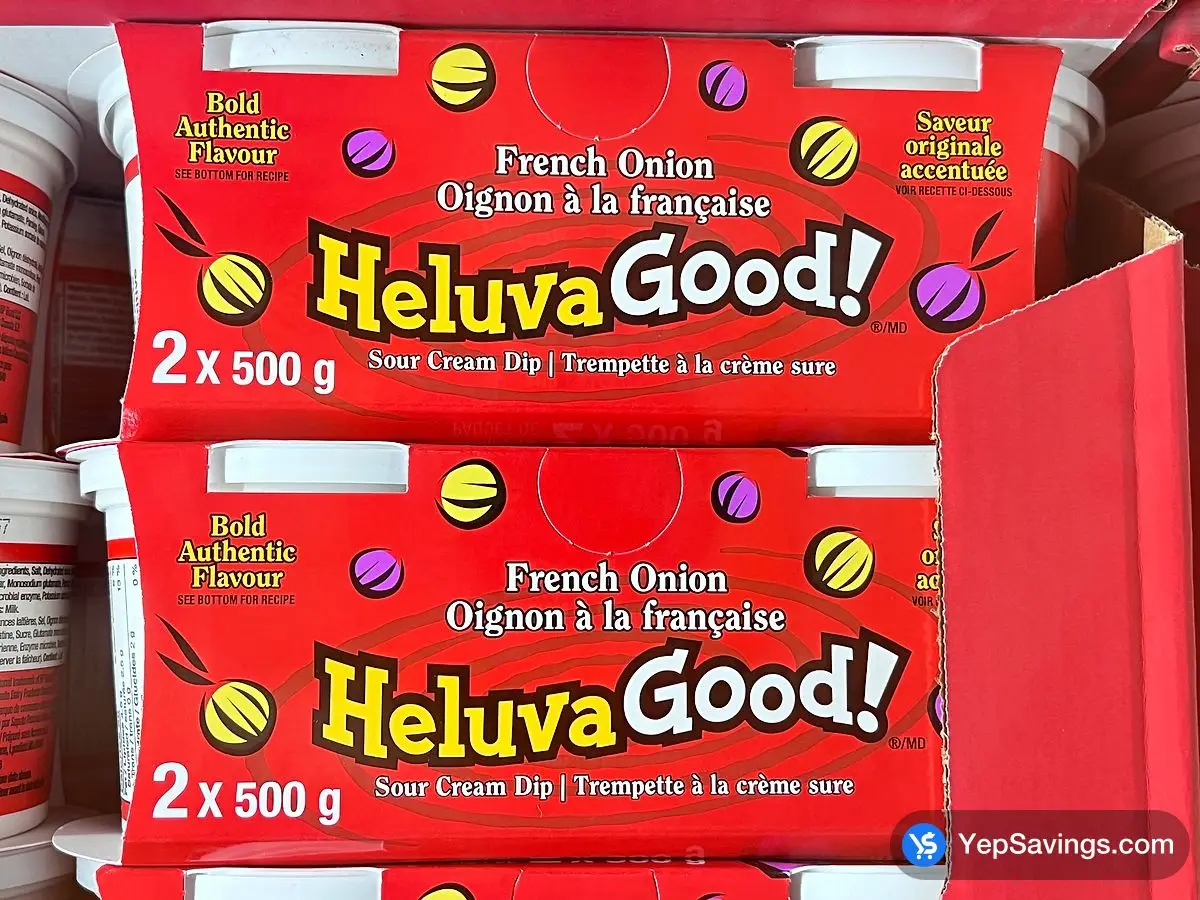 Bold
Authentic
Flavour
SEE BOTTOM FOR RECIPE
French Onion
Oignon à la française
Saveur
originale
accentuée
VOIR RECETTE CI-DESSOUS
HeluvaGood!
®/MD
2 x 500 g
Sour Cream Dip | Trempette à la crème sure
Bold
Authentic
Flavour
SEE BOTTOM FOR RECIPE
French Onion
Oignon à la française
VOIR
HeluvaGood!
®/MD
2 x 500 g
Sour Cream Dip | Trempette à la crème sure
YepSavings.com